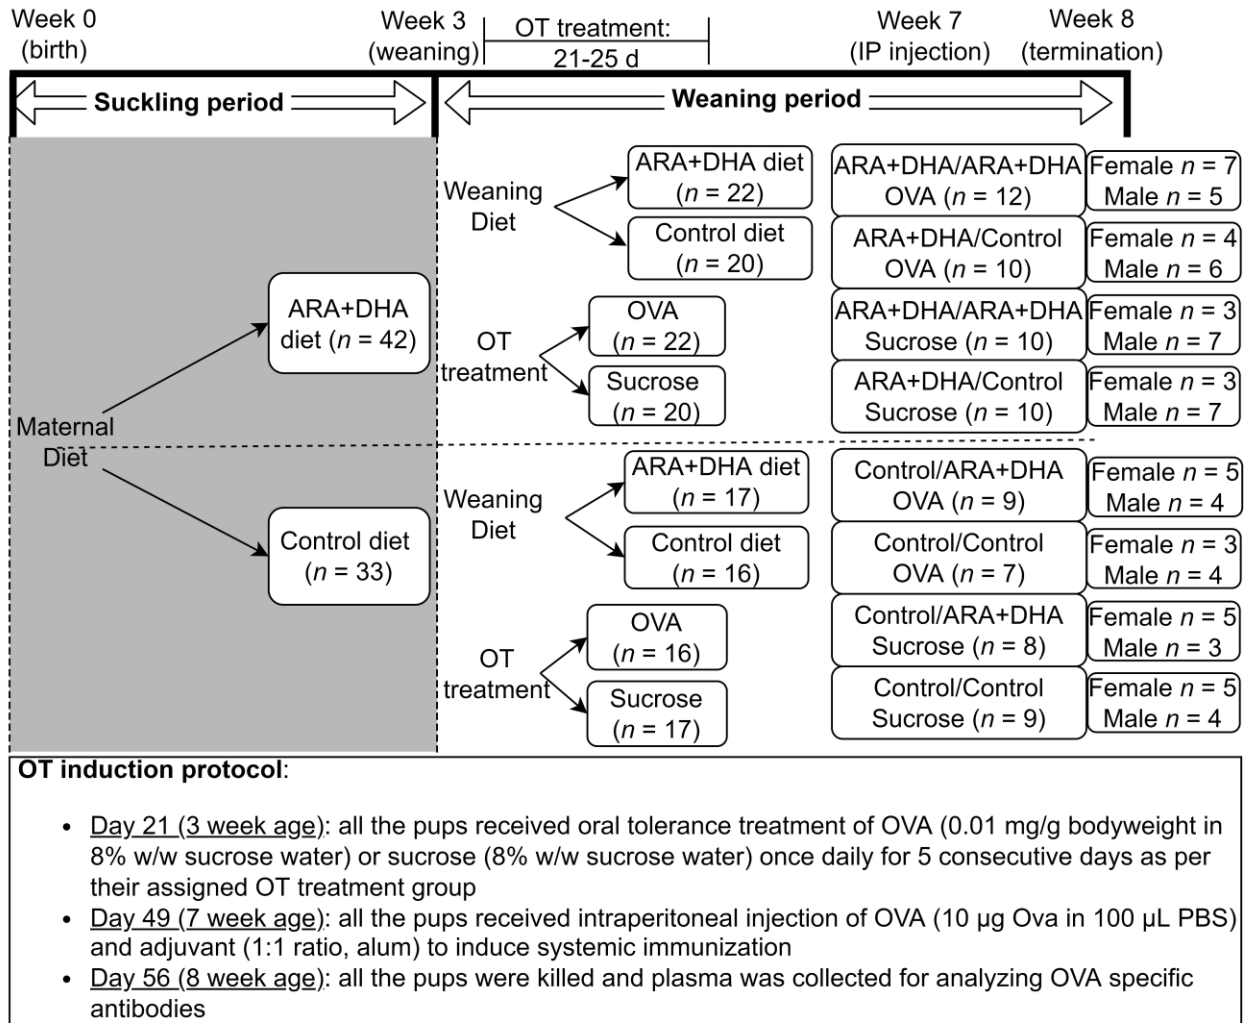 Week 0
(birth)
Week 3
(weaning)
OT treatment:
21-25 d
Week 7
(IP injection)
Week 8
(termination)
Suckling period
Weaning period
Maternal
Diet
ARA+DHA
diet (n = 42)
Control diet
(n = 33)
Weaning
Diet
ARA+DHA diet
(n = 22)
Control diet
(n = 20)
OT
treatment
OVA
(n = 22)
Sucrose
(n = 20)
ARA+DHA/ARA+DHA
OVA (n = 12)
Female n = 7
Male n = 5
ARA+DHA/Control
OVA (n = 10)
Female n = 4
Male n = 6
ARA+DHA/ARA+DHA
Sucrose (n = 10)
Female n = 3
Male n = 7
ARA+DHA/Control
Sucrose (n = 10)
Female n = 3
Male n = 7
Weaning
Diet
ARA+DHA diet
(n = 17)
Control diet
(n = 16)
OT
treatment
OVA
(n = 16)
Sucrose
(n = 17)
Control/ARA+DHA
OVA (n = 9)
Female n = 5
Male n = 4
Control/Control
OVA (n = 7)
Female n = 3
Male n = 4
Control/ARA+DHA
Sucrose (n = 8)
Female n = 5
Male n = 3
Control/Control
Sucrose (n = 9)
Female n = 5
Male n = 4
OT induction protocol:
• Day 21 (3 week age): all the pups received oral tolerance treatment of OVA (0.01 mg/g bodyweight in
8% w/w sucrose water) or sucrose (8% w/w sucrose water) once daily for 5 consecutive days as per
their assigned OT treatment group
• Day 49 (7 week age): all the pups received intraperitoneal injection of OVA (10 µg Ova in 100 µL PBS)
and adjuvant (1:1 ratio, alum) to induce systemic immunization
• Day 56 (8 week age): all the pups were killed and plasma was collected for analyzing OVA specific
antibodies